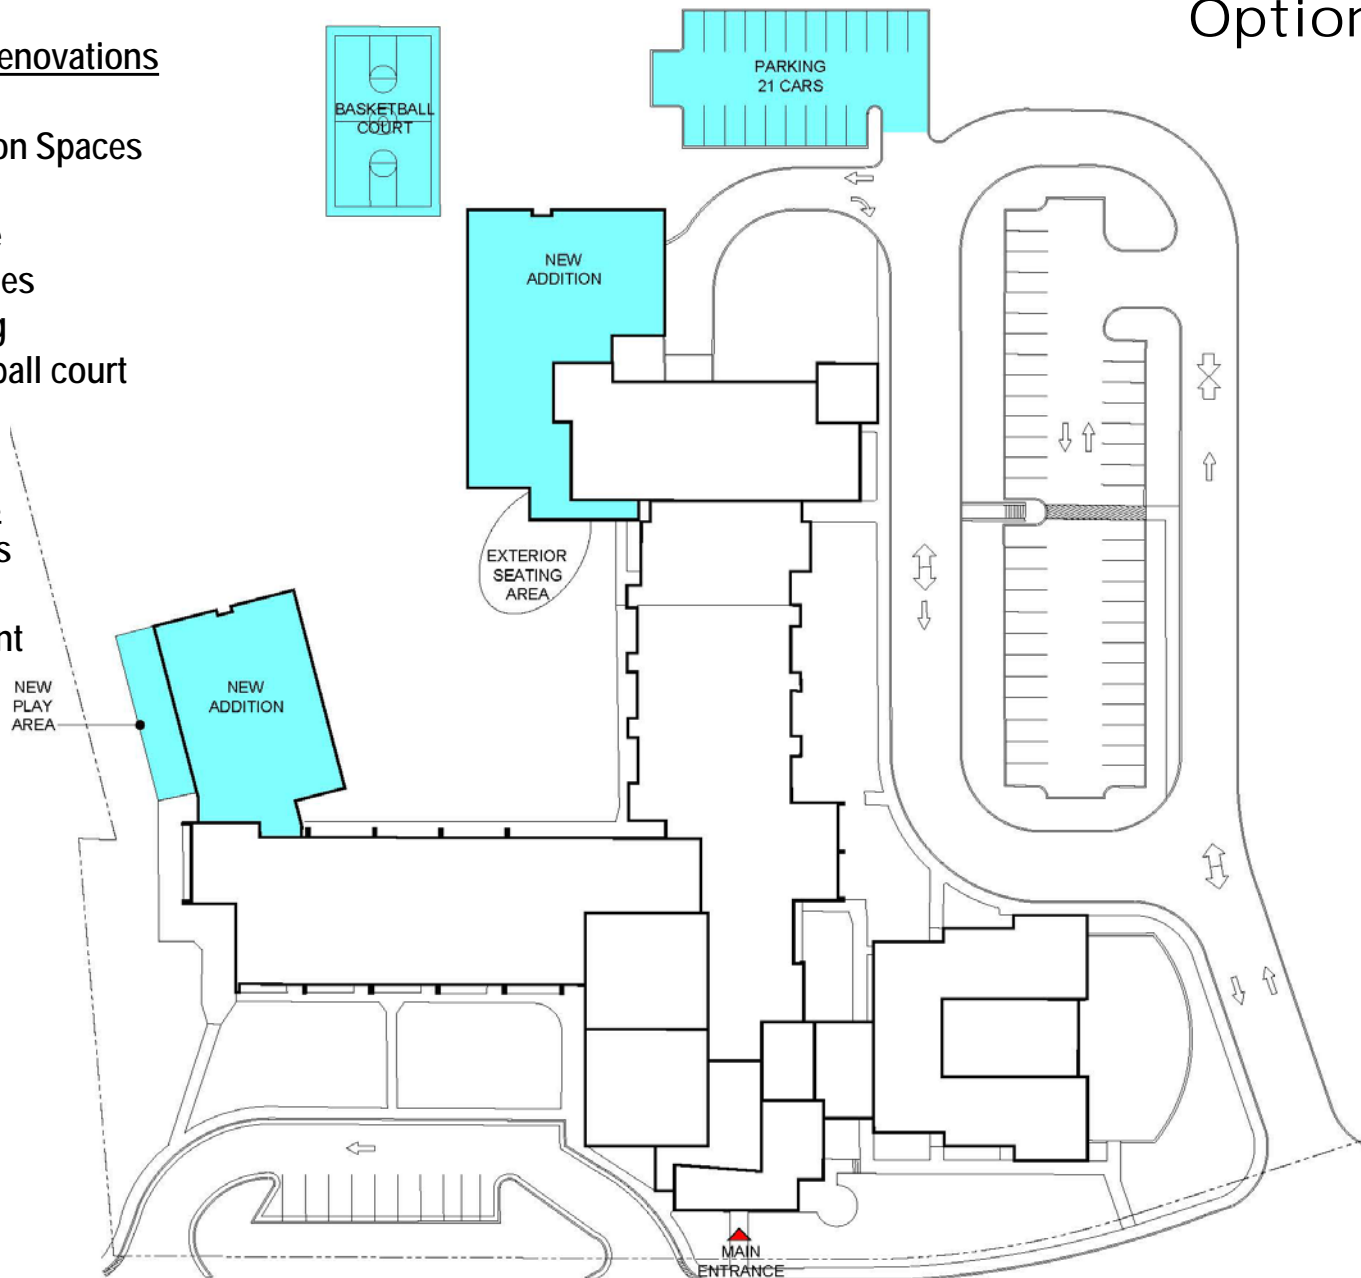 Option
enovations
on Spaces
es
g
ball court
s
nt
PARKING
21 CARS
BASKETBALL
COURT
NEW
ADDITION
EXTERIOR
SEATING
AREA
NEW
ADDITION
NEW
PLAY
AREA
MAIN
ENTRANCE